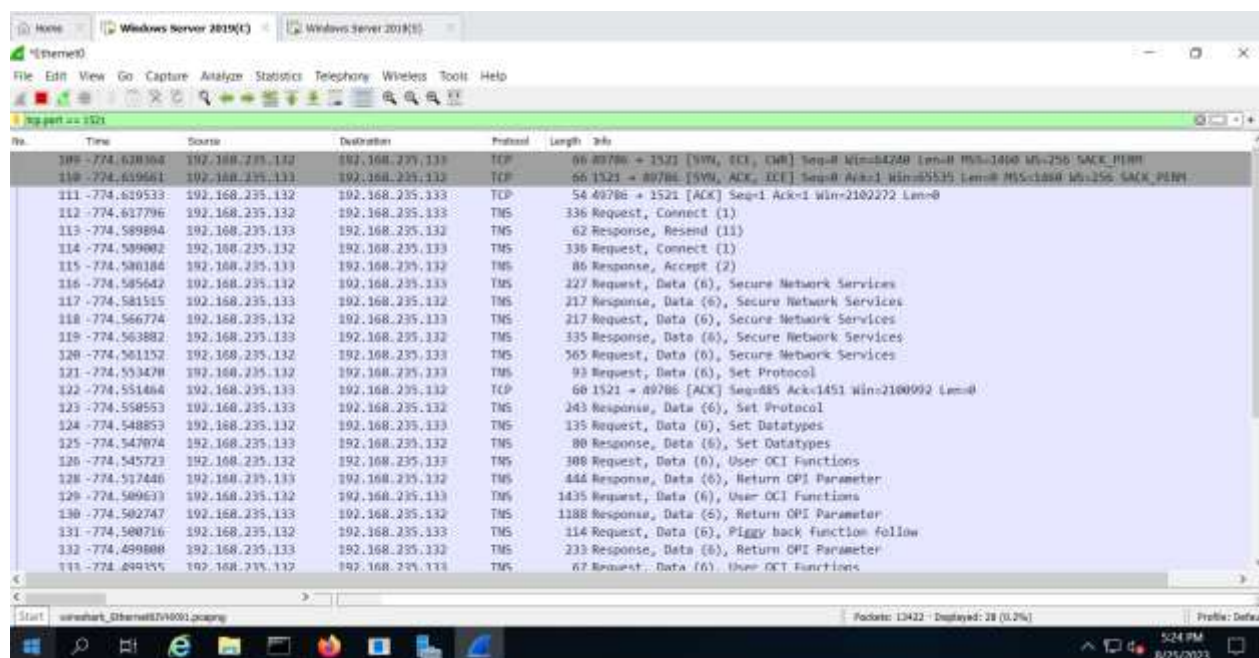 Home Windows Server 2019(C) Windows Server 2019(S)
*Ethernet0
File Edit View Go Capture Analyze Statistics Telephony Wireless Tools Help
tcp.port == 1521
No. Time Source Destination Protocol Length Info
109 -774.620364 192.168.235.132 192.168.235.133 TCP 66 49786 → 1521 [SYN, ECE, CWR] Seq=0 Win=64240 Len=0 MSS=1460 WS=256 SACK_PERM
110 -774.619661 192.168.235.133 192.168.235.132 TCP 66 1521 → 49786 [SYN, ACK, ECE] Seq=0 Ack=1 Win=65535 Len=0 MSS=1460 WS=256 SACK_PERM
111 -774.619533 192.168.235.132 192.168.235.133 TCP 54 49786 → 1521 [ACK] Seq=1 Ack=1 Win=2102272 Len=0
112 -774.617796 192.168.235.132 192.168.235.133 TNS 336 Request, Connect (1)
113 -774.589894 192.168.235.133 192.168.235.132 TNS 62 Response, Resend (11)
114 -774.589002 192.168.235.132 192.168.235.133 TNS 336 Request, Connect (1)
115 -774.586184 192.168.235.133 192.168.235.132 TNS 86 Response, Accept (2)
116 -774.585642 192.168.235.132 192.168.235.133 TNS 227 Request, Data (6), Secure Network Services
117 -774.581515 192.168.235.133 192.168.235.132 TNS 217 Response, Data (6), Secure Network Services
118 -774.566774 192.168.235.132 192.168.235.133 TNS 217 Request, Data (6), Secure Network Services
119 -774.563882 192.168.235.133 192.168.235.132 TNS 335 Response, Data (6), Secure Network Services
120 -774.561152 192.168.235.132 192.168.235.133 TNS 565 Request, Data (6), Secure Network Services
121 -774.553470 192.168.235.132 192.168.235.133 TNS 93 Request, Data (6), Set Protocol
122 -774.551464 192.168.235.133 192.168.235.132 TCP 60 1521 → 49786 [ACK] Seq=485 Ack=1451 Win=2100992 Len=0
123 -774.550553 192.168.235.133 192.168.235.132 TNS 243 Response, Data (6), Set Protocol
124 -774.548853 192.168.235.132 192.168.235.133 TNS 135 Request, Data (6), Set Datatypes
125 -774.547074 192.168.235.133 192.168.235.132 TNS 80 Response, Data (6), Set Datatypes
126 -774.545723 192.168.235.132 192.168.235.133 TNS 308 Request, Data (6), User OCI Functions
128 -774.517446 192.168.235.133 192.168.235.132 TNS 444 Response, Data (6), Return OPI Parameter
129 -774.509633 192.168.235.132 192.168.235.133 TNS 1435 Request, Data (6), User OCI Functions
130 -774.502747 192.168.235.133 192.168.235.132 TNS 1188 Response, Data (6), Return OPI Parameter
131 -774.500716 192.168.235.132 192.168.235.133 TNS 114 Request, Data (6), Piggy back function follow
132 -774.499800 192.168.235.133 192.168.235.132 TNS 233 Response, Data (6), Return OPI Parameter
133 -774.499355 192.168.235.132 192.168.235.133 TNS 67 Request, Data (6), User OCI Functions
Start Packets: 13422 · Displayed: 28 (0.2%) Profile:
5:24 PM
8/25/2023